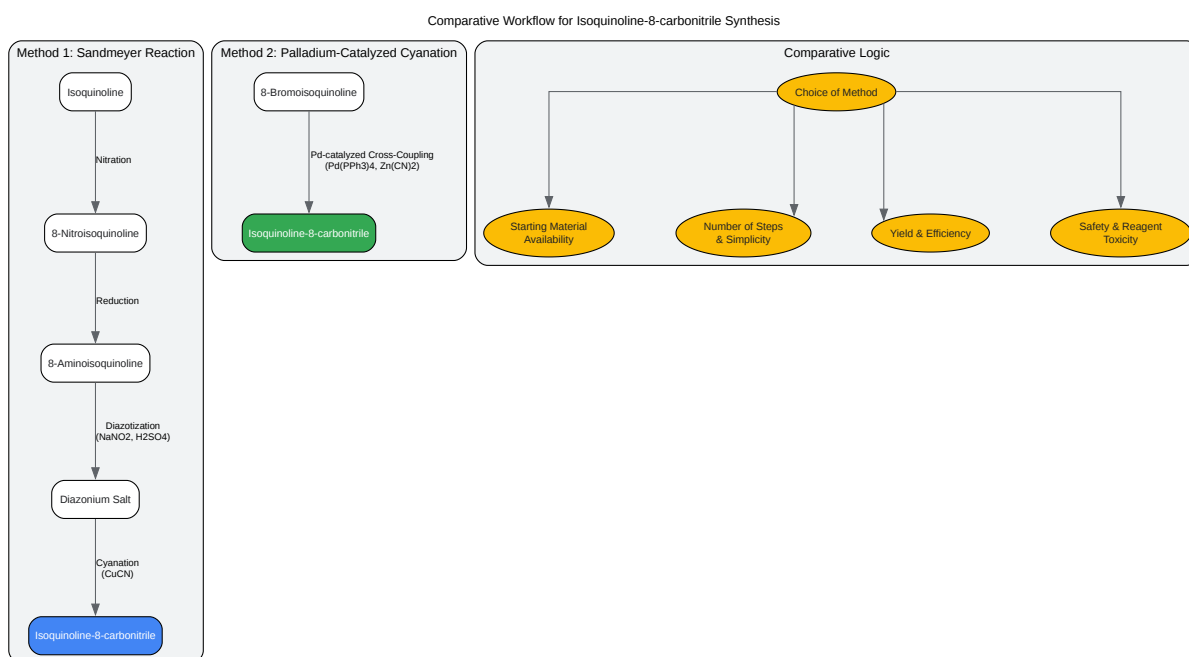 Comparative Workflow for Isoquinoline-8-carbonitrile Synthesis
Method 1: Sandmeyer Reaction
Isoquinoline
Nitration
8-Nitroisoquinoline
Reduction
8-Aminoisoquinoline
Diazotization
(NaNO2, H2SO4)
Diazonium Salt
Cyanation
(CuCN)
Isoquinoline-8-carbonitrile
Method 2: Palladium-Catalyzed Cyanation
8-Bromoisoquinoline
Pd-catalyzed Cross-Coupling
(Pd(PPh3)4, Zn(CN)2)
Isoquinoline-8-carbonitrile
Comparative Logic
Choice of Method
Starting Material
Availability
Number of Steps
& Simplicity
Yield & Efficiency
Safety & Reagent
Toxicity